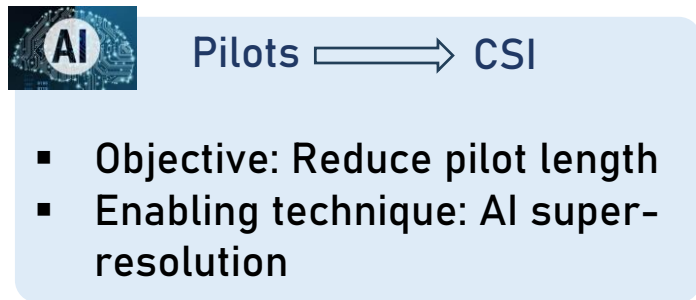 AI
Pilots CSI
▪ Objective: Reduce pilot length
▪ Enabling technique: AI super-
resolution